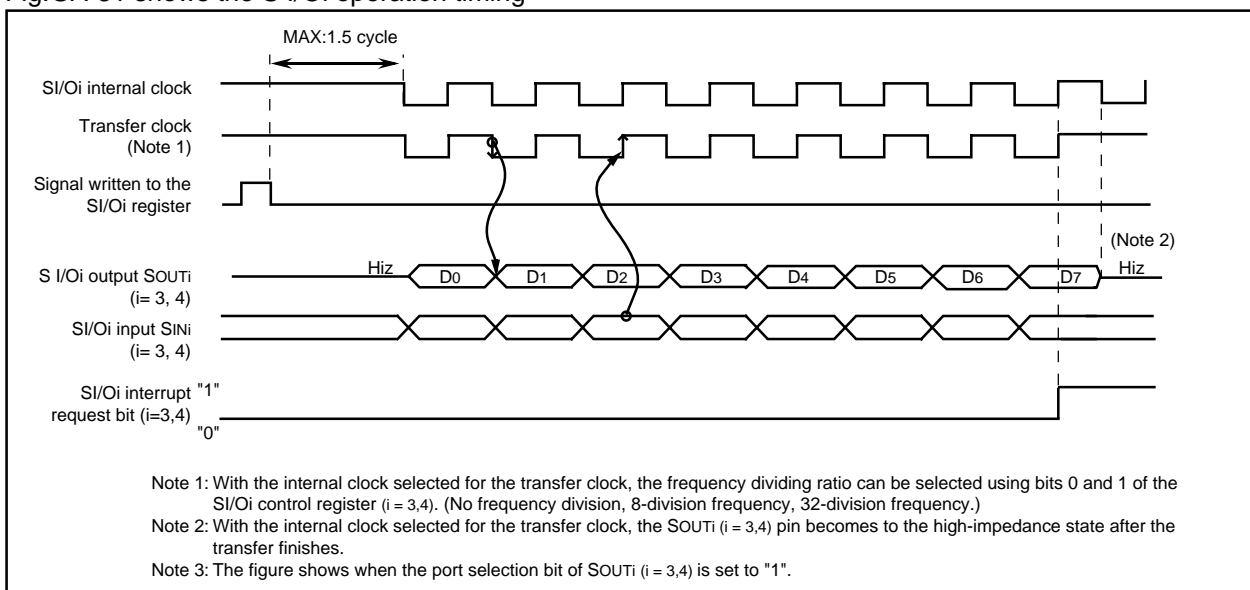 MAX:1.5 cycle
SI/Oi internal clock
Transfer clock
(Note 1)
Signal written to the
SI/Oi register
(Note 2)
S I/Oi output SOUTi
(i= 3, 4)
Hiz
D0
D1
D2
D3
D4
D5
D6
D7
Hiz
SI/Oi input SINi
(i= 3, 4)
SI/Oi interrupt "1"
request bit (i=3,4)
"0"
Note 1: With the internal clock selected for the transfer clock, the frequency dividing ratio can be selected using bits 0 and 1 of the
SI/Oi control register (i = 3,4). (No frequency division, 8-division frequency, 32-division frequency.)
Note 2: With the internal clock selected for the transfer clock, the SOUTi (i = 3,4) pin becomes to the high-impedance state after the
transfer finishes.
Note 3: The figure shows when the port selection bit of SOUTi (i = 3,4) is set to "1".